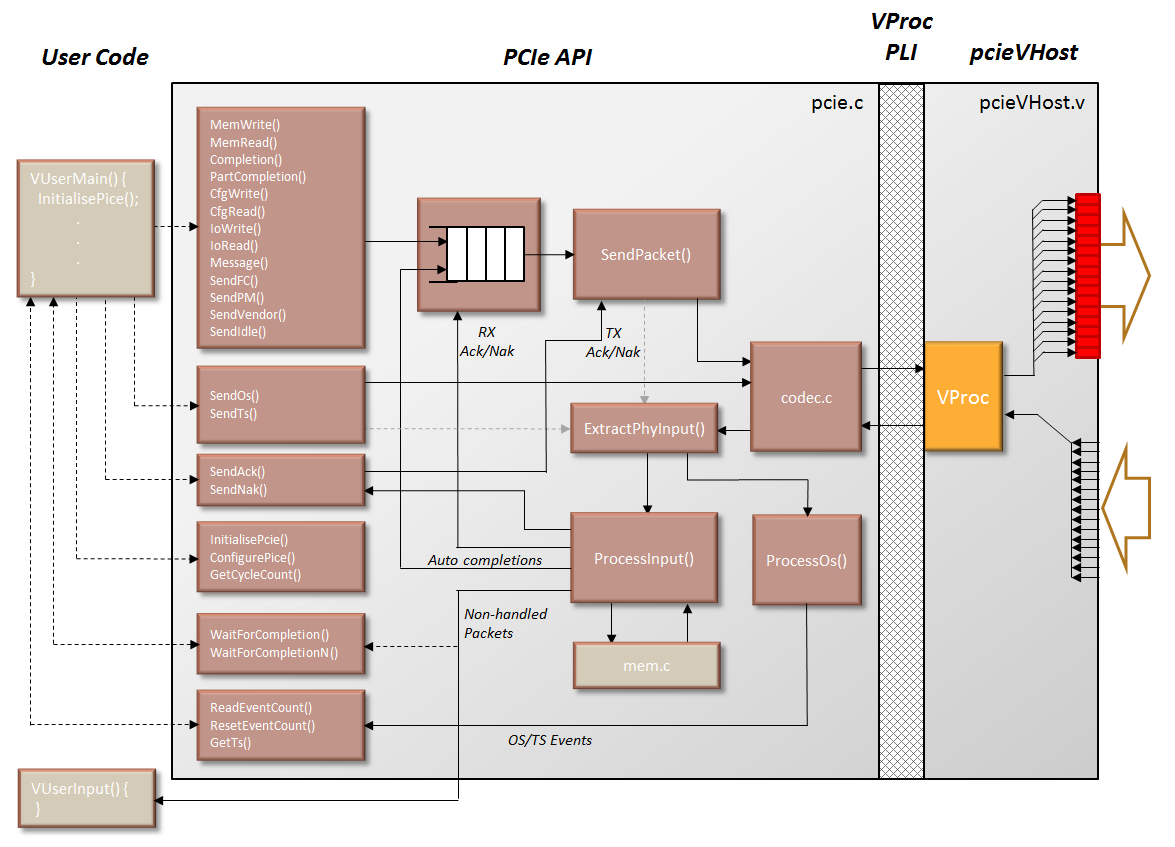 User Code
PCIe API
VProc
PLI
pcieVHost
pcie.c
pcieVHost.v
VUserMain() {
InitialisePice();
.
.
.
}
MemWrite()
MemRead()
Completion()
PartCompletion()
CfgWrite()
CfgRead()
IoWrite()
IoRead()
Message()
SendFC()
SendPM()
SendVendor()
SendIdle()
SendPacket()
RX
Ack/Nak
TX
Ack/Nak
SendOs()
SendTs()
codec.c
VProc
ExtractPhyInput()
SendAck()
SendNak()
InitialisePcie()
ConfigurePice()
GetCycleCount()
Auto completions
ProcessInput()
ProcessOs()
Non-handled
Packets
WaitForCompletion()
WaitForCompletionN()
mem.c
ReadEventCount()
ResetEventCount()
GetTs()
OS/TS Events
VUserInput() {
}